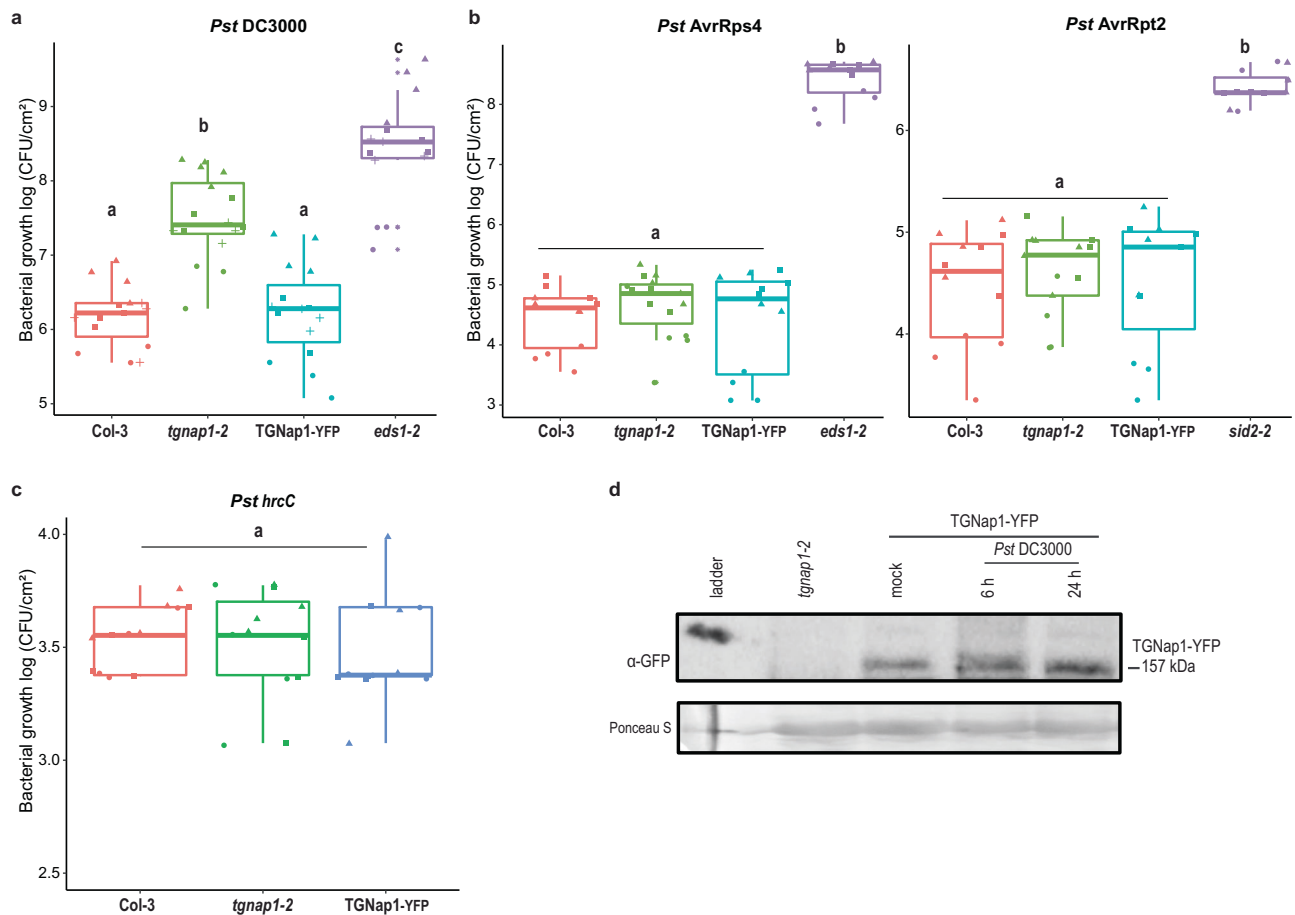 a
Pst DC3000
Bacterial growth log (CFU/cm²)
9
8
7
6
5
a
b
a
c
Col-3
tgnap1-2
TGNap1-YFP
eds1-2
b
Pst AvrRps4
Bacterial growth log (CFU/cm²)
8
7
6
5
4
3
a
b
Col-3
tgnap1-2
TGNap1-YFP
eds1-2
Pst AvrRpt2
6
5
4
a
b
Col-3
tgnap1-2
TGNap1-YFP
sid2-2
c
Pst hrcC
Bacterial growth log (CFU/cm²)
4.0
3.5
3.0
2.5
a
Col-3
tgnap1-2
TGNap1-YFP
d
TGNap1-YFP
Pst DC3000
ladder
tgnap1-2
mock
6 h
24 h
α-GFP
TGNap1-YFP
157 kDa
Ponceau S